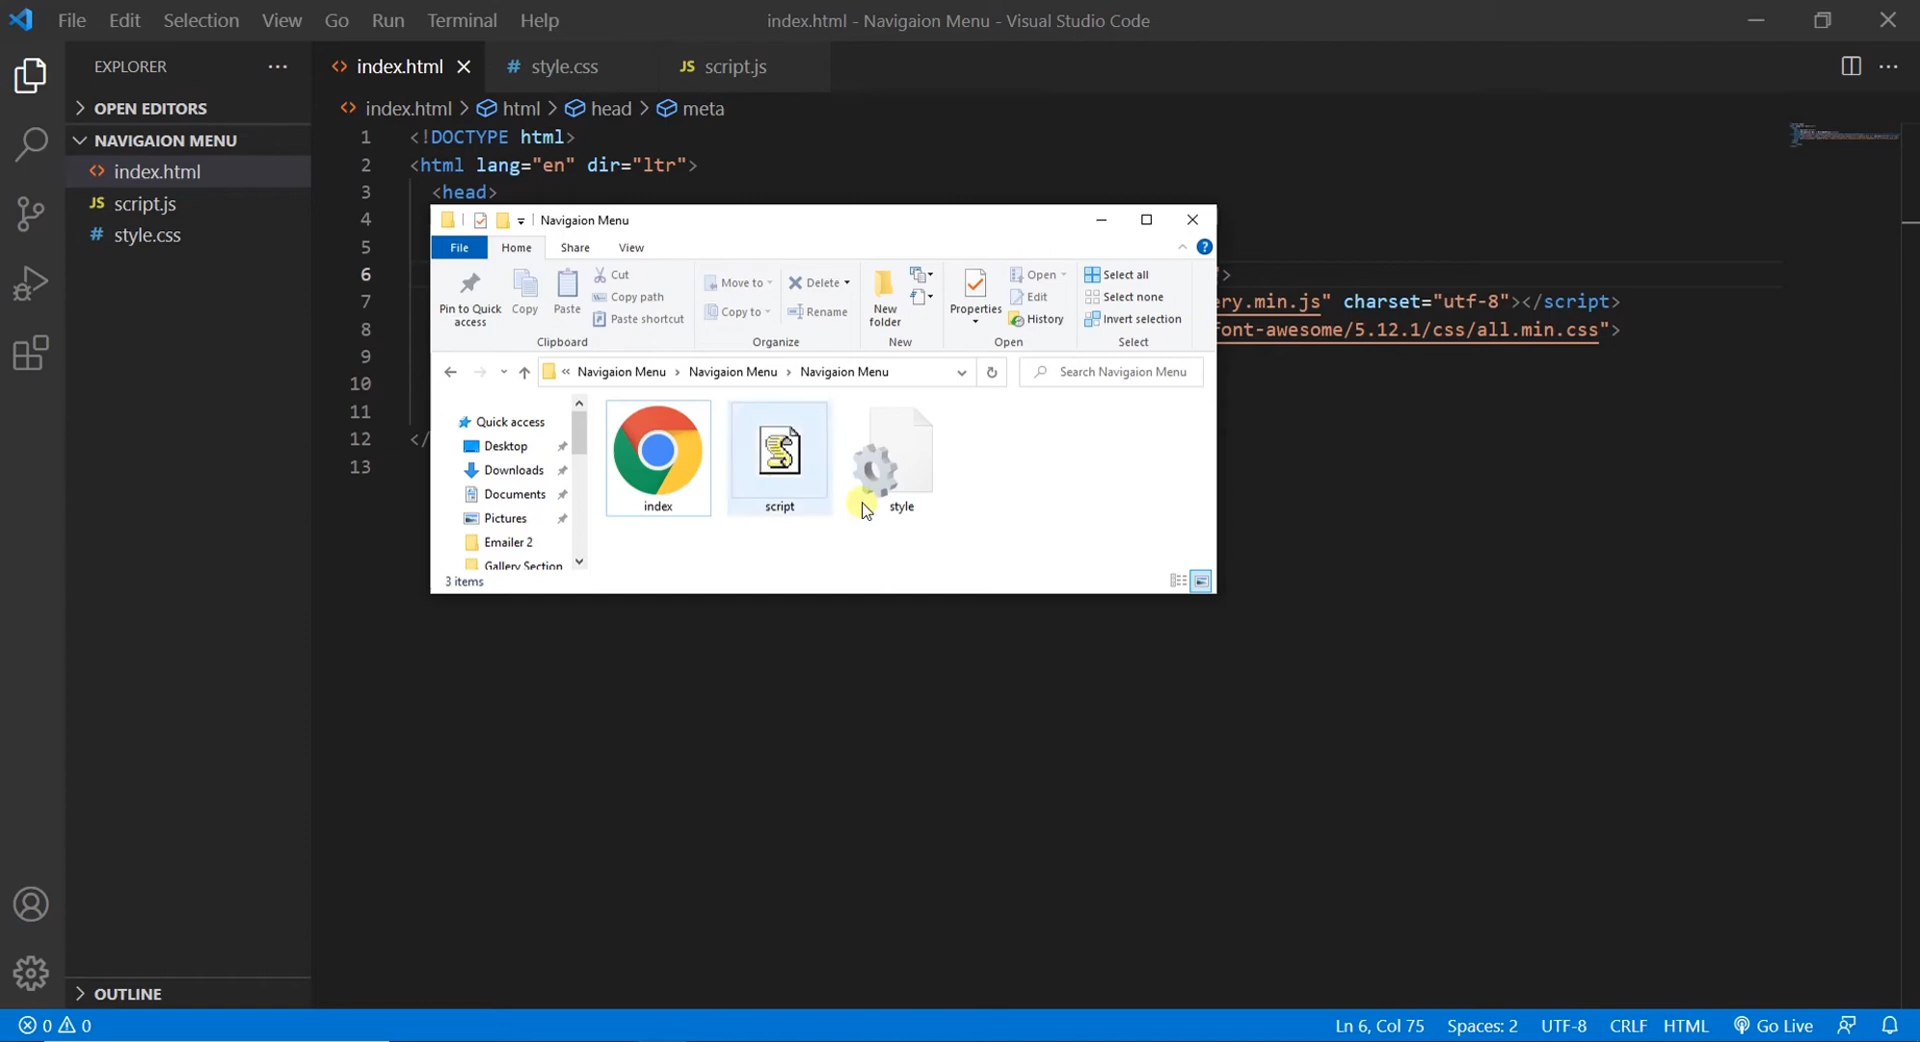 File Edit Selection View Go Run Terminal Help
index.html - Navigaion Menu - Visual Studio Code
EXPLORER
index.html
style.css
JS script.js
OPEN EDITORS
index.html > html > head > meta
NAVIGAION MENU
index.html
JS script.js
# style.css
1 <!DOCTYPE html>
2 <html lang="en" dir="ltr">
3 <head>
4
5
6 ">
7 ery.min.js" charset="utf-8"></script>
8 font-awesome/5.12.1/css/all.min.css">
9
10
11
12 </
13
Navigaion Menu
File Home Share View
Pin to Quick access
Copy
Paste
Cut
Copy path
Paste shortcut
Clipboard
Move to
Copy to
Delete
Rename
Organize
New folder
New
Properties
Open
Edit
History
Open
Select all
Select none
Invert selection
Select
« Navigaion Menu > Navigaion Menu > Navigaion Menu
Search Navigaion Menu
Quick access
Desktop
Downloads
Documents
Pictures
Emailer 2
Gallery Section
index
script
style
3 items
OUTLINE
0 0
Ln 6, Col 75 Spaces: 2 UTF-8 CRLF HTML Go Live